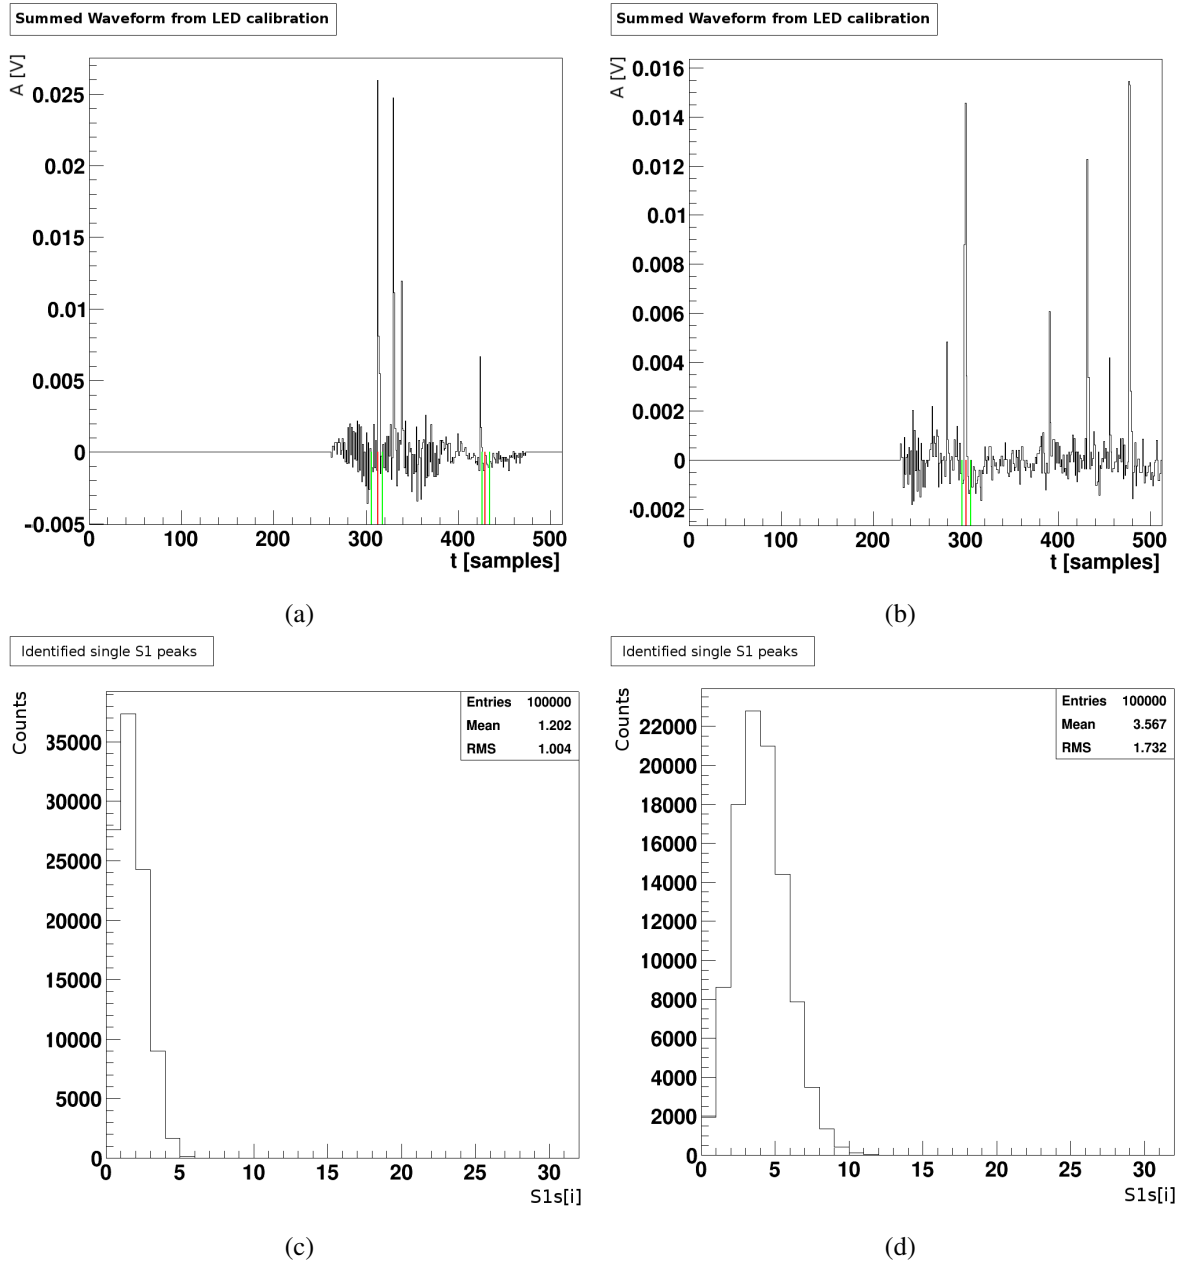 Summed Waveform from LED calibration
A [V]
0.025
0.02
0.015
0.01
0.005
0
-0.005
0 100 200 300 400 500
t [samples]
(a)
Summed Waveform from LED calibration
A [V]
0.016
0.014
0.012
0.01
0.008
0.006
0.004
0.002
0
0.002
0 100 200 300 400 500
t [samples]
(b)
Identified single S1 peaks
Counts
Entries 100000
Mean 1.202
RMS 1.004
35000
30000
25000
20000
15000
10000
5000
0
0 5 10 15 20 25 30
S1s[i]
(c)
Identified single S1 peaks
Counts
Entries 100000
Mean 3.567
RMS 1.732
22000
20000
18000
16000
14000
12000
10000
8000
6000
4000
2000
0
0 5 10 15 20 25 30
S1s[i]
(d)